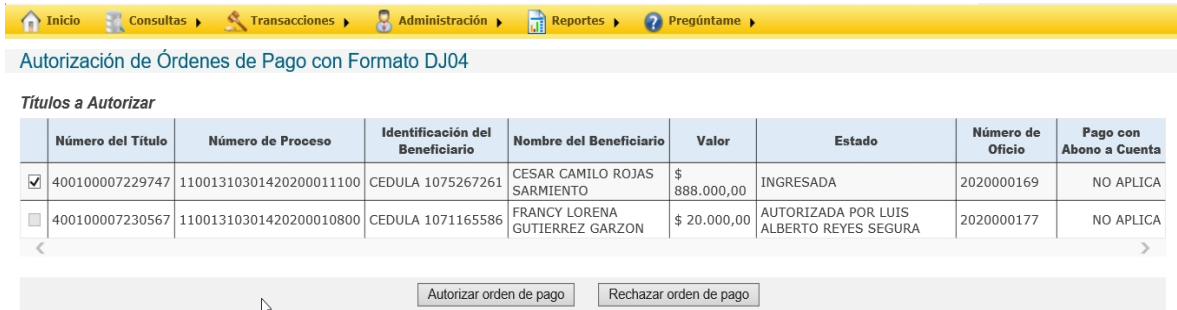 Inicio Consultas Transacciones Administración Reportes Pregúntame
Autorización de Órdenes de Pago con Formato DJ04
Títulos a Autorizar
Número del Título Número de Proceso Identificación del Beneficiario Nombre del Beneficiario Valor Estado Número de Oficio Pago con Abono a Cuenta
400100007229747 11001310301420200011100 CEDULA 1075267261 CESAR CAMILO ROJAS SARMIENTO $ 888.000,00 INGRESADA 2020000169 NO APLICA
400100007230567 11001310301420200010800 CEDULA 1071165586 FRANCY LORENA GUTIERREZ GARZON $ 20.000,00 AUTORIZADA POR LUIS ALBERTO REYES SEGURA 2020000177 NO APLICA
Autorizar orden de pago Rechazar orden de pago